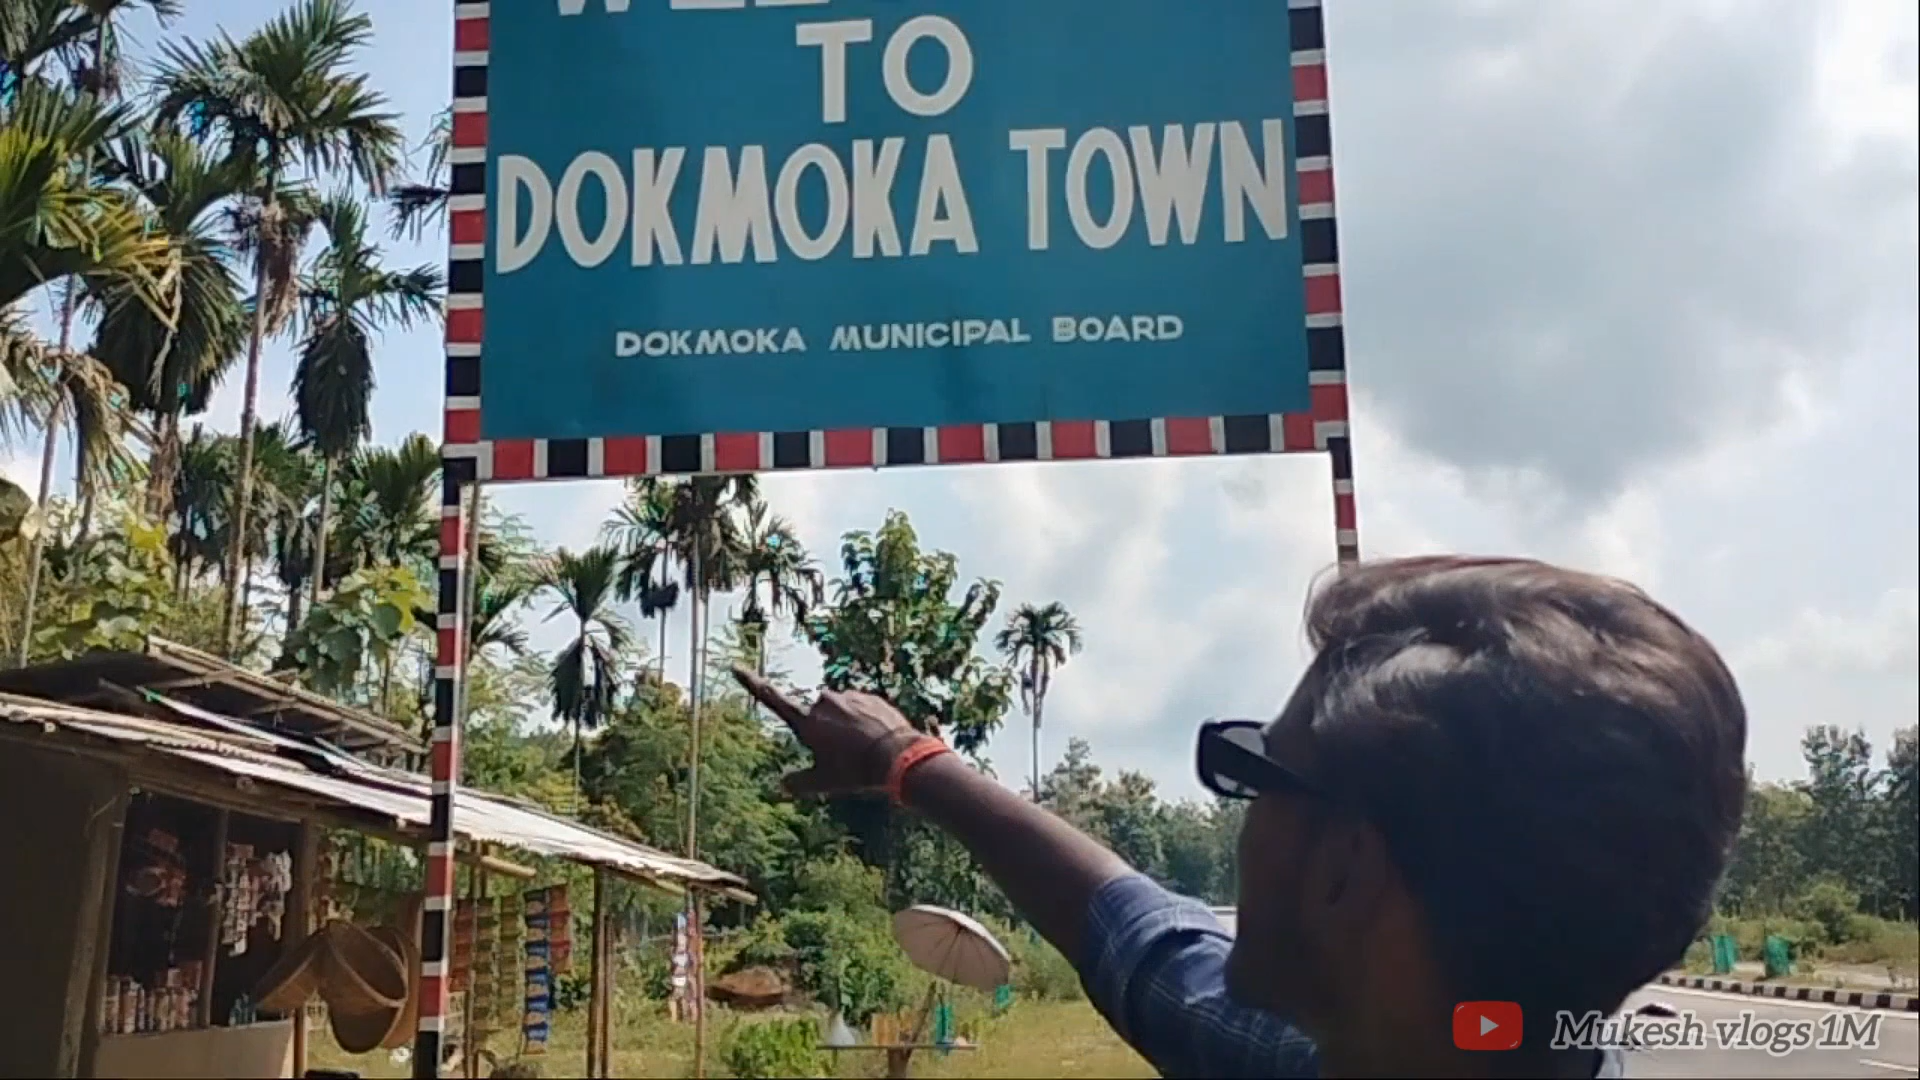 TO
DOKMOKA TOWN
DOKMOKA MUNICIPAL BOARD
Mukesh vlogs 1M